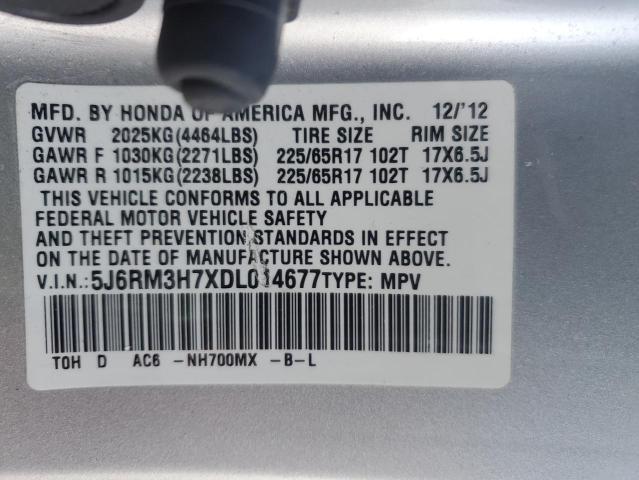 MFD. BY HONDA OF AMERICA MFG., INC. 12/'12
GVWR 2025KG(4464LBS) TIRE SIZE RIM SIZE
GAWR F 1030KG(2271LBS) 225/65R17 102T 17X6.5J
GAWR R 1015KG(2238LBS) 225/65R17 102T 17X6.5J
THIS VEHICLE CONFORMS TO ALL APPLICABLE
FEDERAL MOTOR VEHICLE SAFETY
AND THEFT PREVENTION STANDARDS IN EFFECT
ON THE DATE OF MANUFACTURE SHOWN ABOVE.
V.I.N.:5J6RM3H7XDL014677TYPE: MPV
TOH D AC6 -NH700MX -B-L